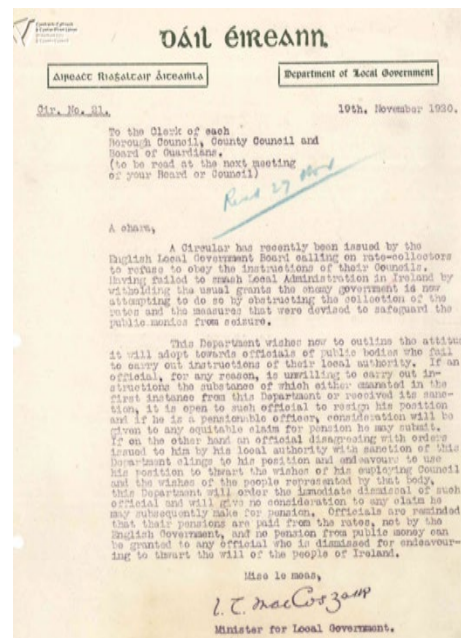 Dáil Éireann
Aireacht Riaghaltair Áiteamhla
Department of Local Government
Cir. No. 21.
19th. November 1920.
To the Clerk of each
Borough Council, County Council and
Board of Guardians.
(to be read at the next meeting
of your Board or Council)
Read 27 Nov
A chara,
A Circular has recently been issued by the
English Local Government Board calling on rate-collectors
to refuse to obey the instructions of their Councils.
Having failed to smash Local Administration in Ireland by
witholding the usual grants the enemy government is now
attempting to do so by obstructing the collection of the
rates and the measures that were devised to safeguard the
public monies from seizure.
This Department wishes now to outline the attitu
it will adopt towards officials of public bodies who fail
to carry out instructions of their local authority. If an
official, for any reason, is unwilling to carry out in-
structions the substance of which either emanated in the
first instance from this Department or received its sanc-
tion, it is open to such official to resign his position
and if he is a pensionable officer, consideration will be
given to any equitable claim for pension he may submit.
If on the other hand an official disagreeing with orders
issued to him by his local authority with sanction of this
Department clings to his position and endeavours to use
his position to thwart the wishes of his employing Council
and the wishes of the people represented by that body,
this Department will order the immediate dismissal of such
official and will give no consideration to any claim he
may subsequently make for pension. Officials are reminded
that their pensions are paid from the rates, not by the
English Government, and no pension from public money can
be granted to any official who is dismissed for endeavour-
ing to thwart the will of the people of Ireland.
Mise le meas,
L. T. MacCosgair
Minister for Local Government.